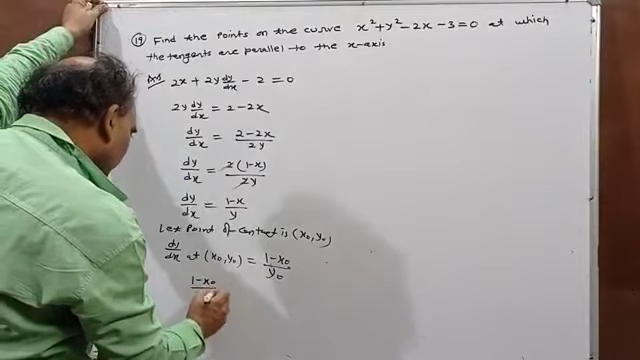 (19) Find the points on the curve x² + y² - 2x - 3 = 0 at which
the tangents are parallel to the x-axis
Ans 2x + 2y dy/dx - 2 = 0
2y dy/dx = 2 - 2x
dy/dx = (2 - 2x)/2y
dy/dx = 2(1-x)/2y
dy/dx = (1-x)/y
Let Point of contact is (x₀, y₀)
dy/dx at (x₀, y₀) = (1-x₀)/y₀
1-x₀